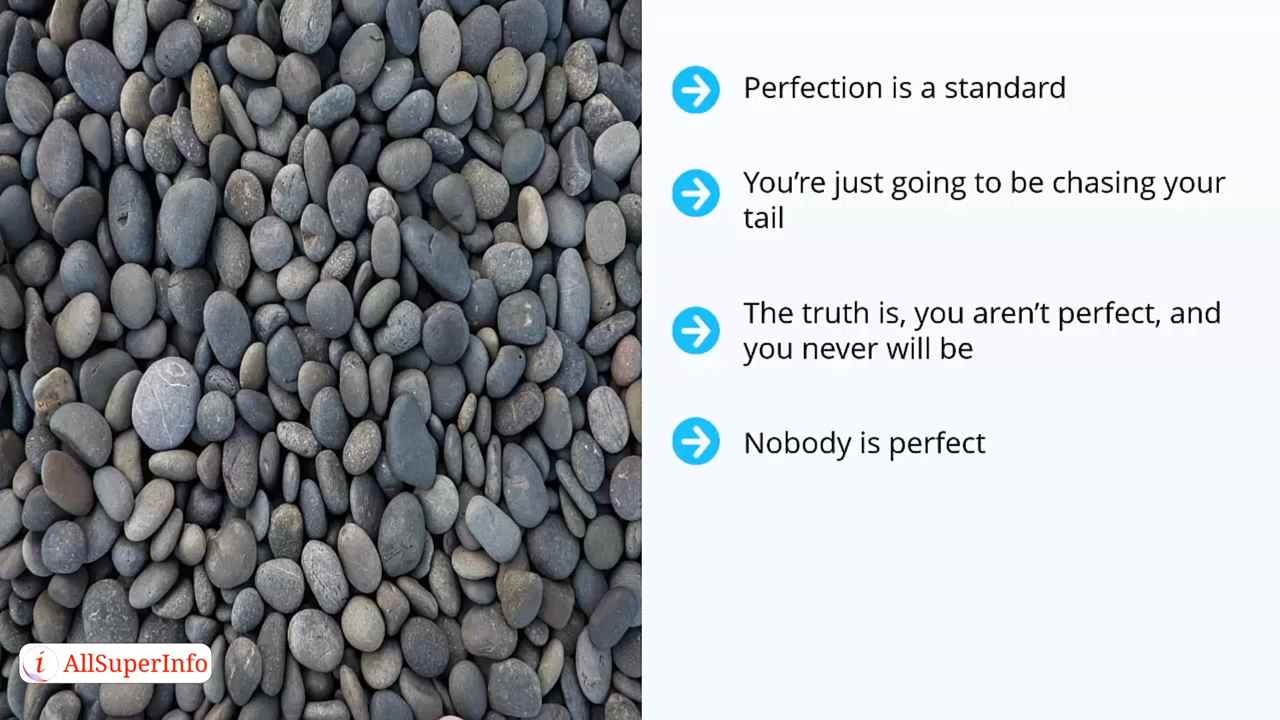 Perfection is a standard
You’re just going to be chasing your
tail
The truth is, you aren’t perfect, and
you never will be
Nobody is perfect
i AllSuperInfo